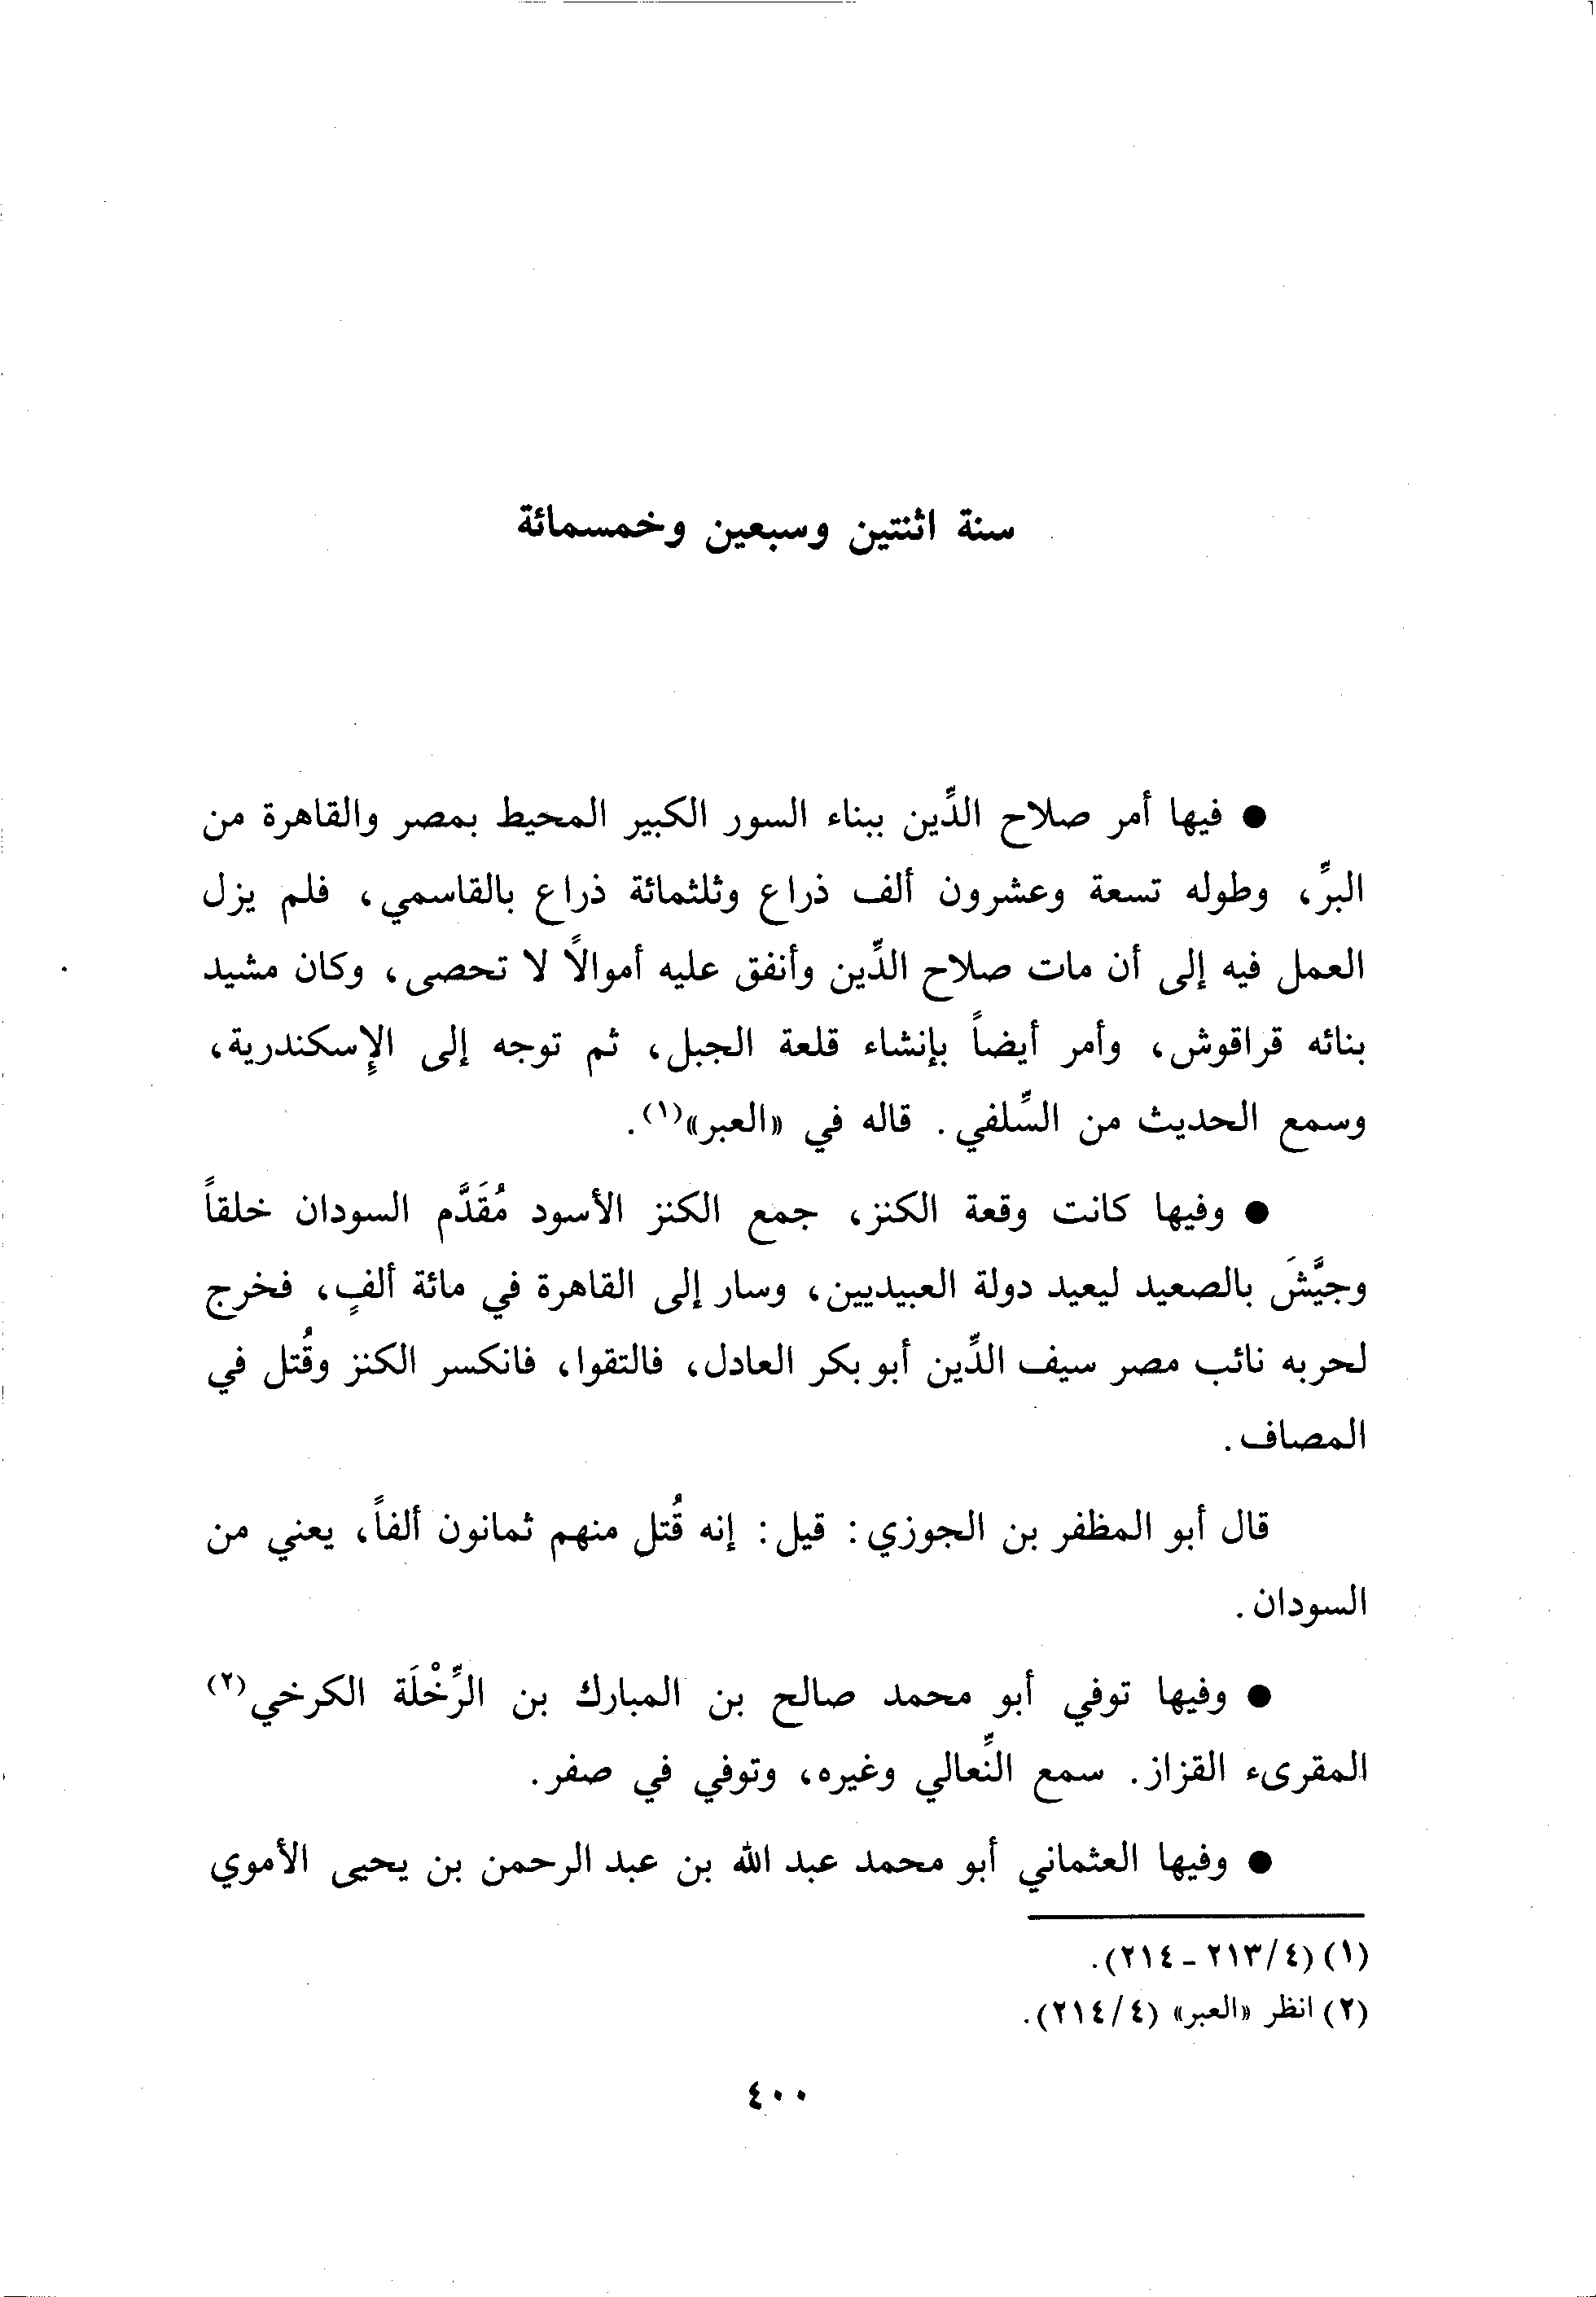 سنة اثنتين وسبعين وخمسمائة
● فيها أمر صلاح الدِّين ببناء السور الكبير المحيط بمصر والقاهرة من
البرِّ، وطوله تسعة وعشرون ألف ذراع وثلثمائة ذراع بالقاسمي، فلم يزل
العمل فيه إلى أن مات صلاح الدِّين وأنفق عليه أموالًا لا تحصى، وكان مشيد
بنائه قراقوش، وأمر أيضاً بإنشاء قلعة الجبل، ثم توجه إلى الإِسكندرية،
وسمع الحديث من السِّلفي. قاله في «العبر»(١).
● وفيها كانت وقعة الكنز، جمع الكنز الأسود مُقَدَّم السودان خلقاً
وجيَّشَ بالصعيد ليعيد دولة العبيديين، وسار إلى القاهرة في مائة ألفٍ، فخرج
لحربه نائب مصر سيف الدِّين أبو بكر العادل، فالتقوا، فانكسر الكنز وقُتل في
المصاف.
قال أبو المظفر بن الجوزي: قيل: إنه قُتل منهم ثمانون ألفاً، يعني من
السودان.
● وفيها توفي أبو محمد صالح بن المبارك بن الرِّخْلَة الكرخي(٢)
المقرىء القزاز. سمع النِّعالي وغيره، وتوفي في صفر.
● وفيها العثماني أبو محمد عبد الله بن عبد الرحمن بن يحيى الأموي
(١) (٤/٢١٣ - ٢١٤).
(٢) انظر «العبر» (٤/٢١٤).
٤٠٠